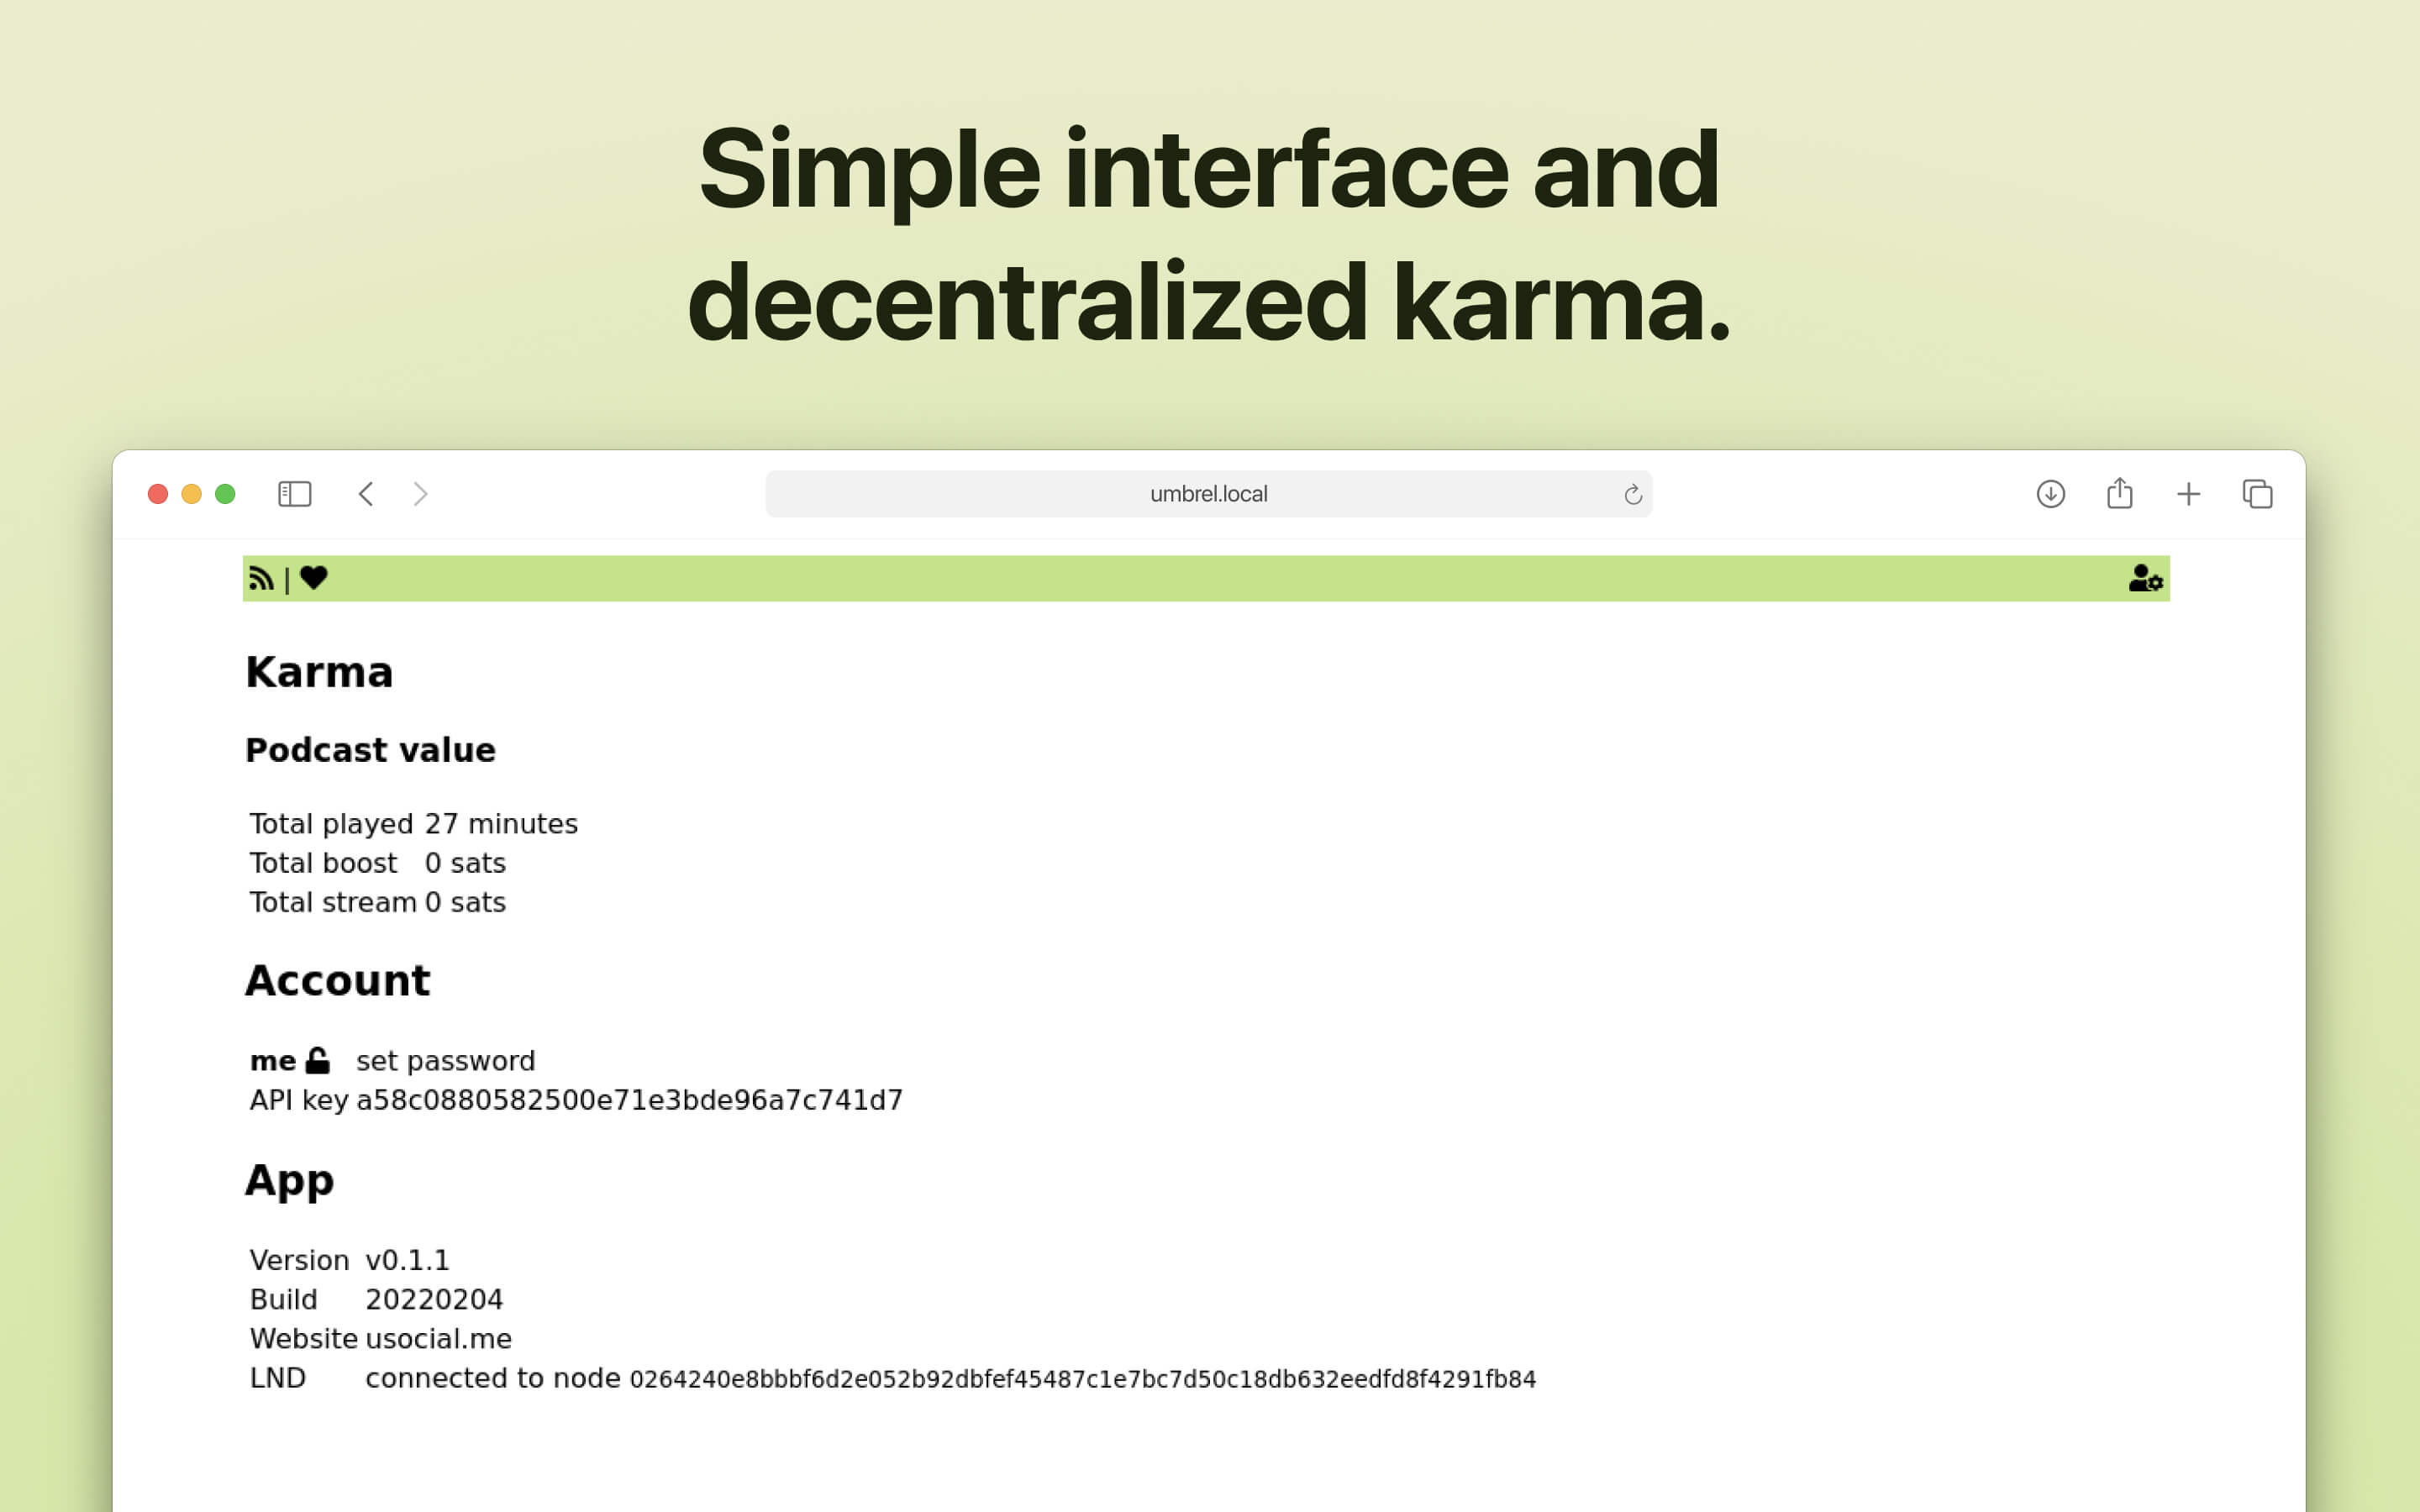 Simple interface and
decentralized karma.
umbrel.local
|
Karma
Podcast value
Total played 27 minutes
Total boost 0 sats
Total stream 0 sats
Account
me set password
API key a58c0880582500e71e3bde96a7c741d7
App
Version v0.1.1
Build 20220204
Website usocial.me
LND connected to node 0264240e8bbbf6d2e052b92dbfef45487c1e7bc7d50c18db632eedfd8f4291fb84